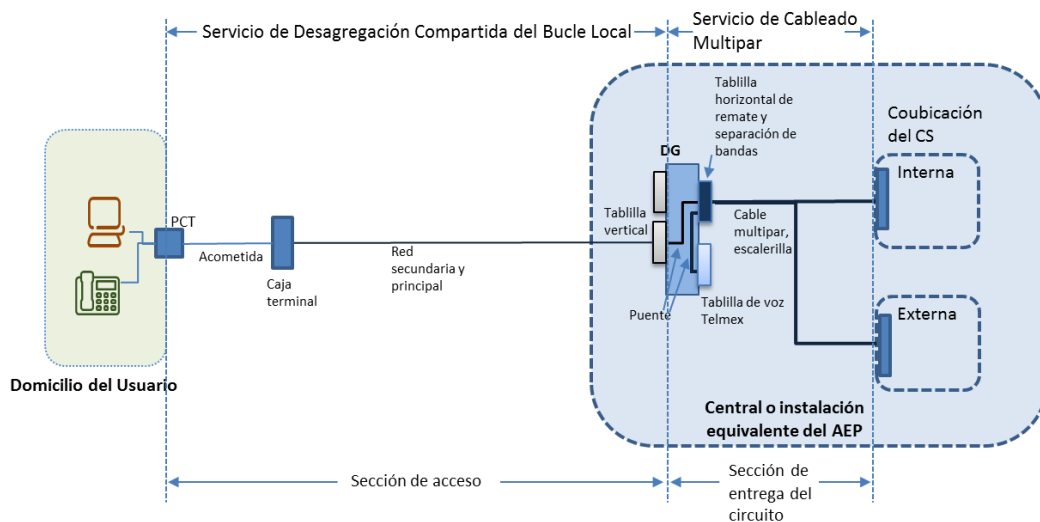 Servicio de Desagregación Compartida del Bucle Local
Servicio de Cableado
Multipar
Tablilla
horizontal de
remate y
separación de
bandas
Coubicación
del CS
DG
Interna
PCT
Tablilla
vertical
Cable
multipar,
escalerilla
Acometida
Red
secundaria y
principal
Caja
terminal
Puente
Tablilla de voz
Telmex
Externa
Domicilio del Usuario
Central o instalación
equivalente del AEP
Sección de acceso
Sección de
entrega del
circuito